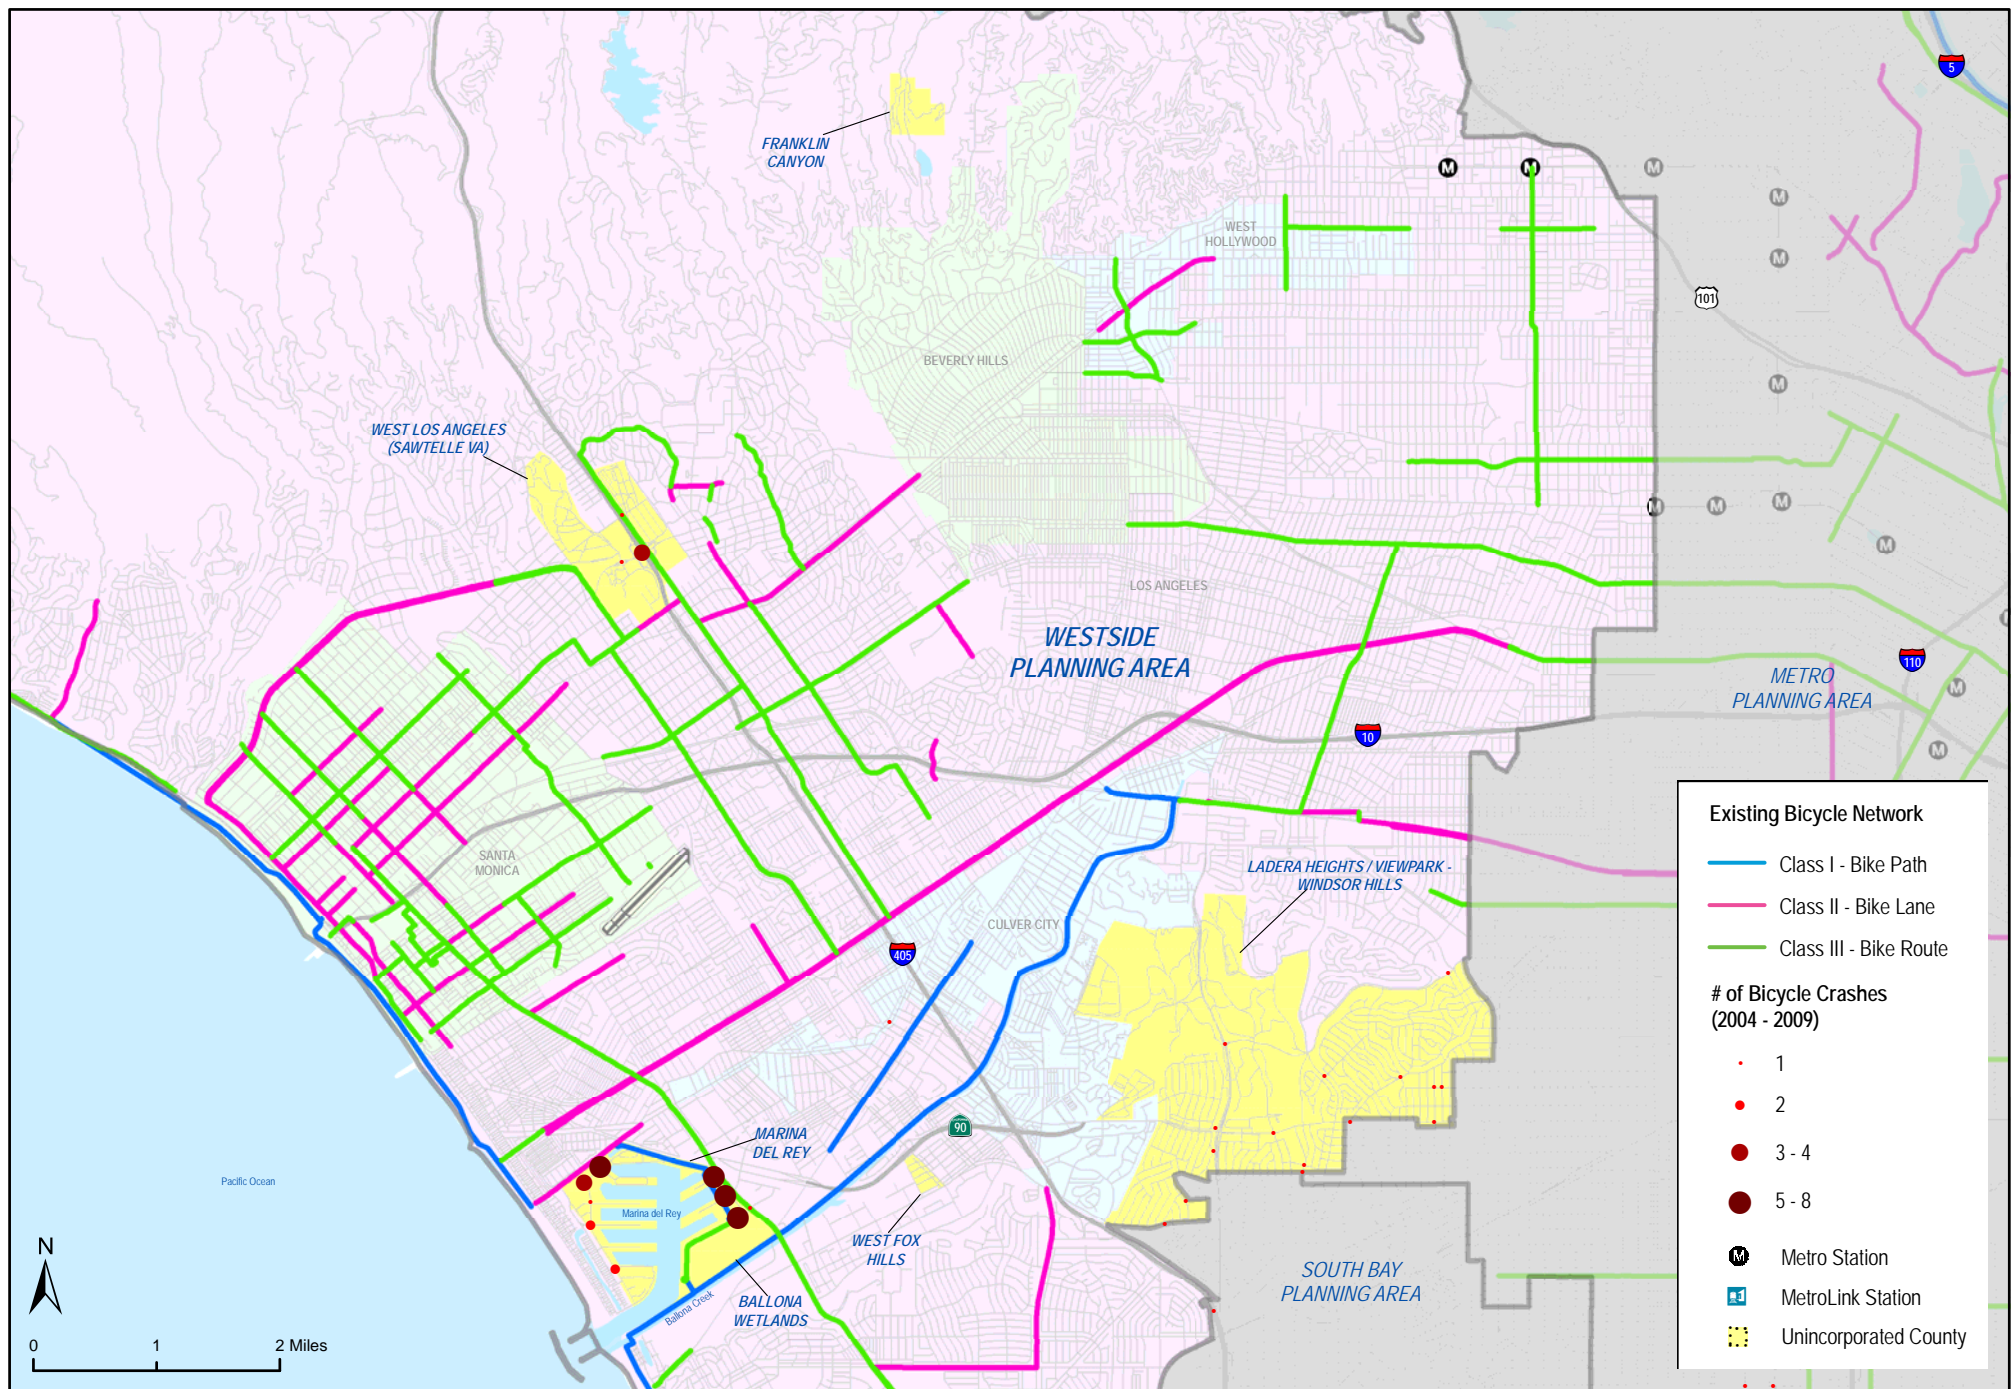 5
FRANKLIN
CANYON
M
M
M
M
WEST
HOLLYWOOD
M
101
BEVERLY HILLS
M
WEST LOS ANGELES
(SAWTELLE VA)
M
M
M
M
LOS ANGELES
WESTSIDE
PLANNING AREA
110
METRO
PLANNING AREA
M
10
M
SANTA
MONICA
LADERA HEIGHTS / VIEWPARK -
WINDSOR HILLS
CULVER CITY
405
90
MARINA
DEL REY
Pacific Ocean
Marina del Rey
WEST FOX
HILLS
SOUTH BAY
PLANNING AREA
BALLONA
WETLANDS
Ballona Creek
N
0
1
2 Miles
Existing Bicycle Network
Class I - Bike Path
Class II - Bike Lane
Class III - Bike Route
# of Bicycle Crashes
(2004 - 2009)
1
2
3 - 4
5 - 8
M Metro Station
MetroLink Station
Unincorporated County